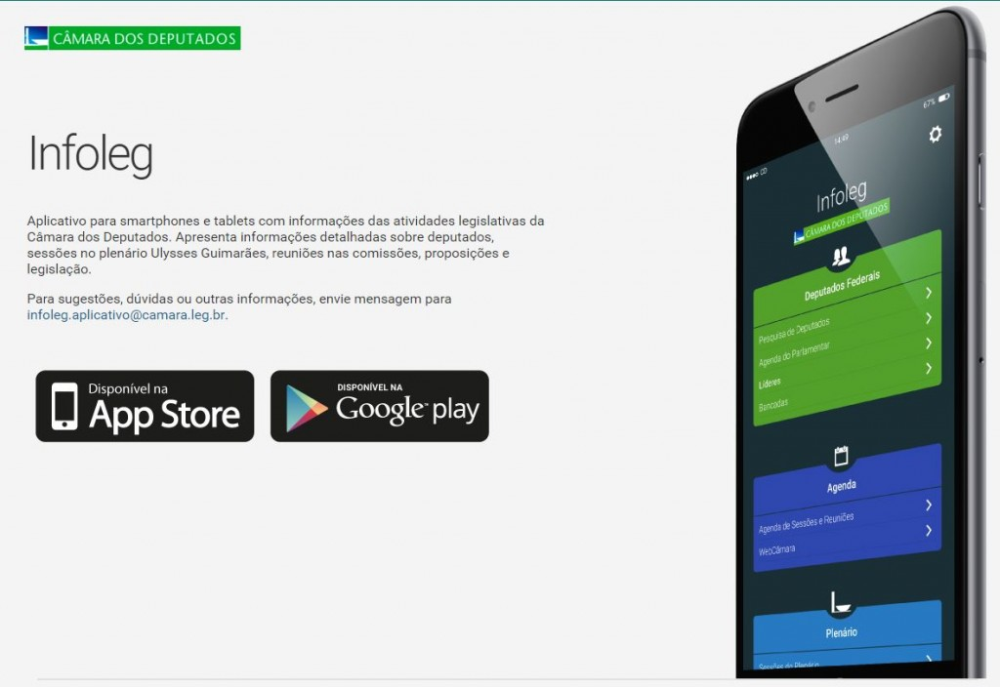 CÂMARA DOS DEPUTADOS
Infoleg
Aplicativo para smartphones e tablets com informações das atividades legislativas da
Câmara dos Deputados. Apresenta informações detalhadas sobre deputados,
sessões no plenário Ulysses Guimarães, reuniões nas comissões, proposições e
legislação.
Para sugestões, dúvidas ou outras informações, envie mensagem para
infoleg.aplicativo@camara.leg.br.
Disponível na
App Store
DISPONÍVEL NA
Google™ play
CD
14:49
67%
Infoleg
CÂMARA DOS DEPUTADOS
Deputados Federais
Pesquisa de Deputados
Agenda do Parlamentar
Líderes
Bancadas
Agenda
Agenda de Sessões e Reuniões
WebCâmara
Plenário
Sessões do Plenário